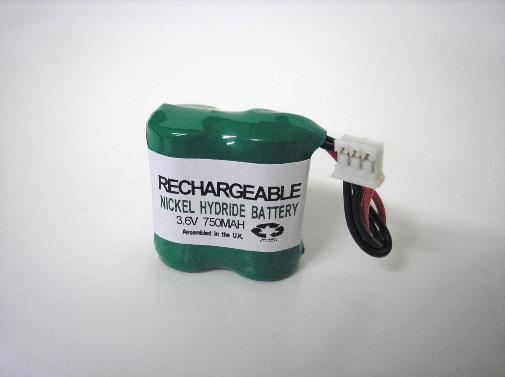 RECHARGEABLE
NICKEL HYDRIDE BATTERY
3.6V 750MAH
Assembled in the U.K.